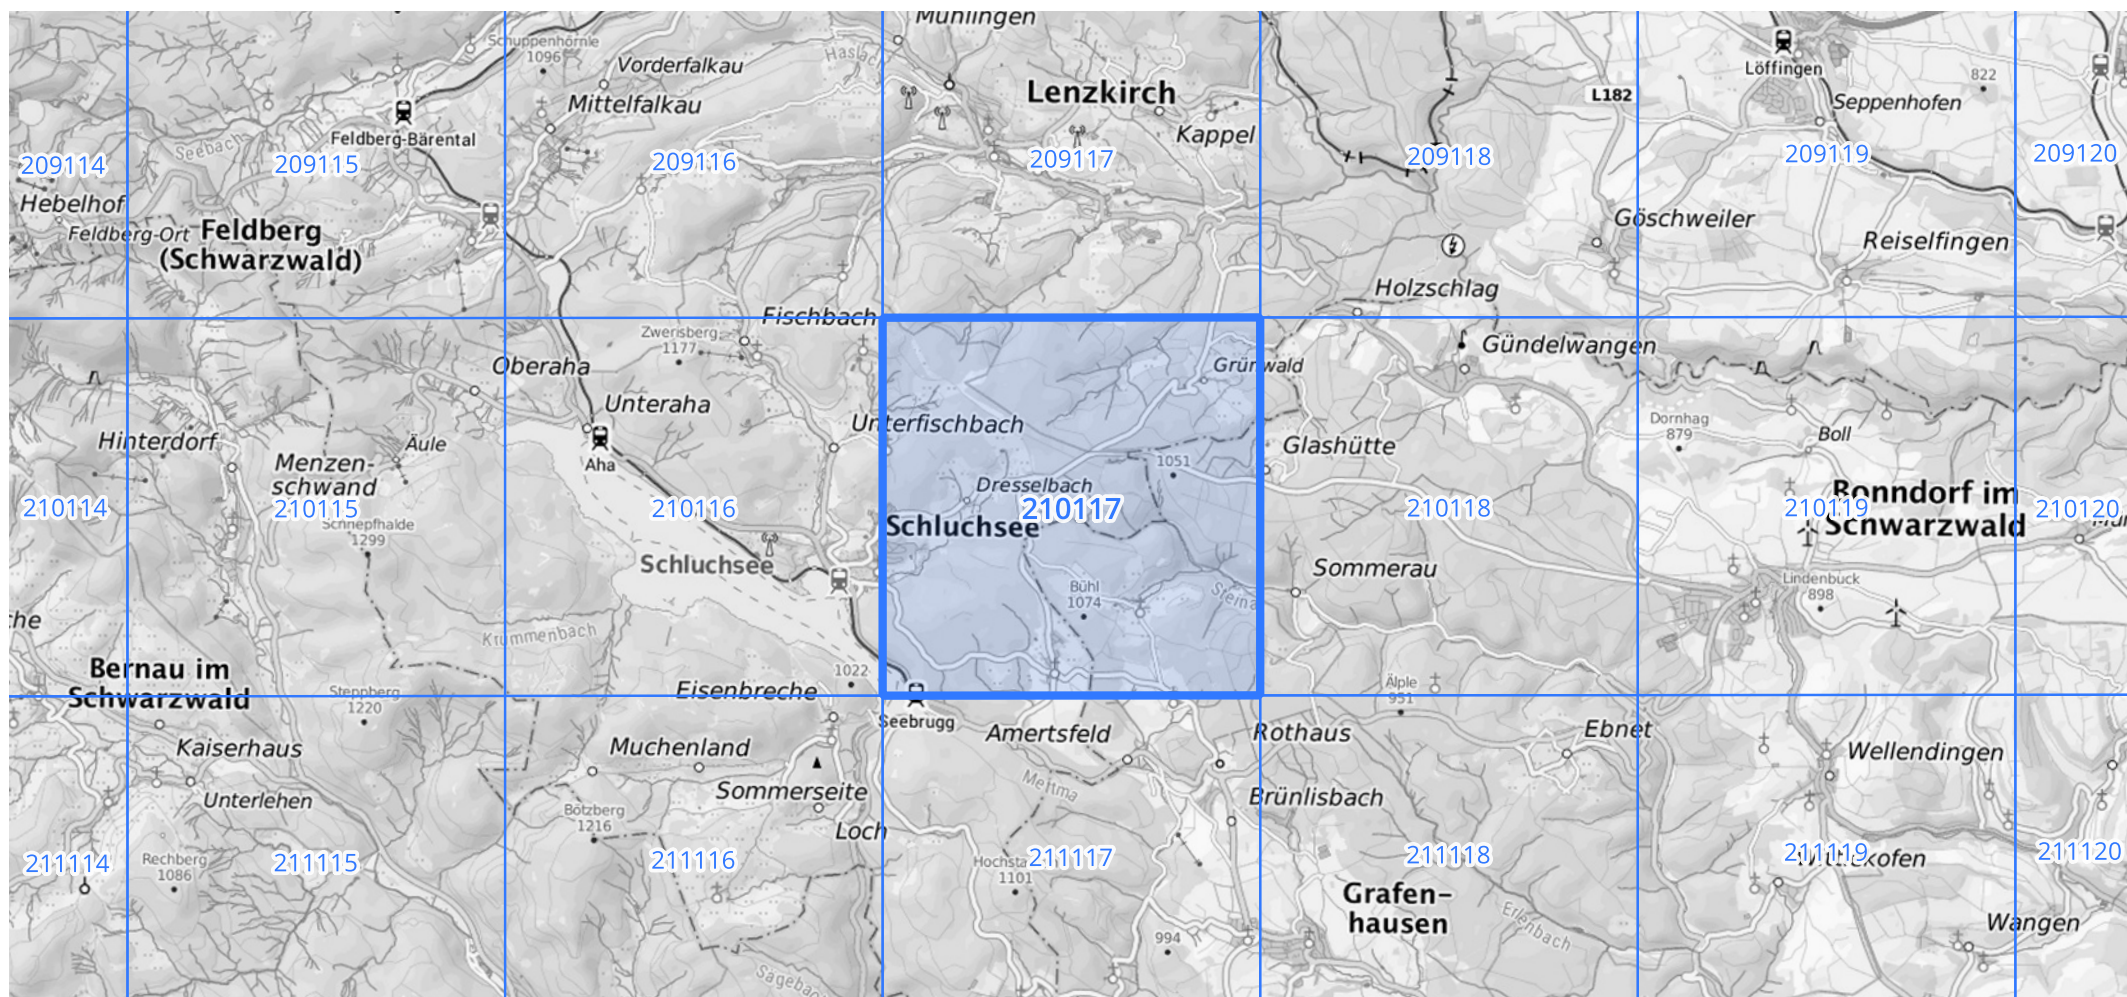 Mühlingen
Schuppenhörnle
1096
Vorderfalkau
Haslach
Löffingen
822
Mittelfalkau
Lenzkirch
L182
Seppenhofen
Feldberg-Bärental
Kappel
Seebach
209114
209115
209116
209117
209118
209119
209120
Hebelhof
Feldberg-Ort
Feldberg
(Schwarzwald)
Göschweiler
Reiselfingen
Holzschlag
Fischbach
Zwerisberg
1177
Gündelwangen
Oberaha
Grünwald
Unteraha
Dornhag
879
Unterfischbach
Boll
Hinterdorf
Äule
Glashütte
Menzen-
schwand
Aha
1051
Dresselbach
210114
210115
210116
210117
210118
210119
210120
Bonndorf im
Schwarzwald
Schnepfhalde
1299
Schluchsee
Schluchsee
Sommerau
Bühl
1074
Steina
Lindenbuck
898
che
Krummenbach
Bernau im
Schwarzwald
1022
Steppberg
1220
Eisenbreche
Älple
951
Seebrugg
Amertsfeld
Rothaus
Ebnet
Kaiserhaus
Muchenland
Wellendingen
Unterlehen
Sommerseite
Mettma
Brünlisbach
Bötzberg
1216
Loch
211114
211115
211116
211117
211118
211119
211120
Rechberg
1086
1101
Grafen-
hausen
Erlenbach
Wangen
994